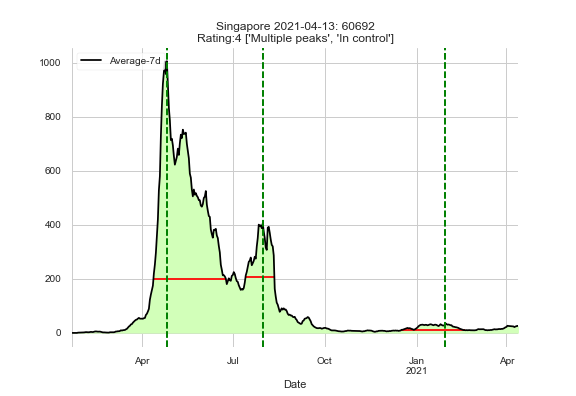 Singapore 2021-04-13: 60692
Rating:4 ['Multiple peaks', 'In control']
Average-7d
1000
800
600
400
200
0
Apr Jul Oct Jan Apr
2021
Date